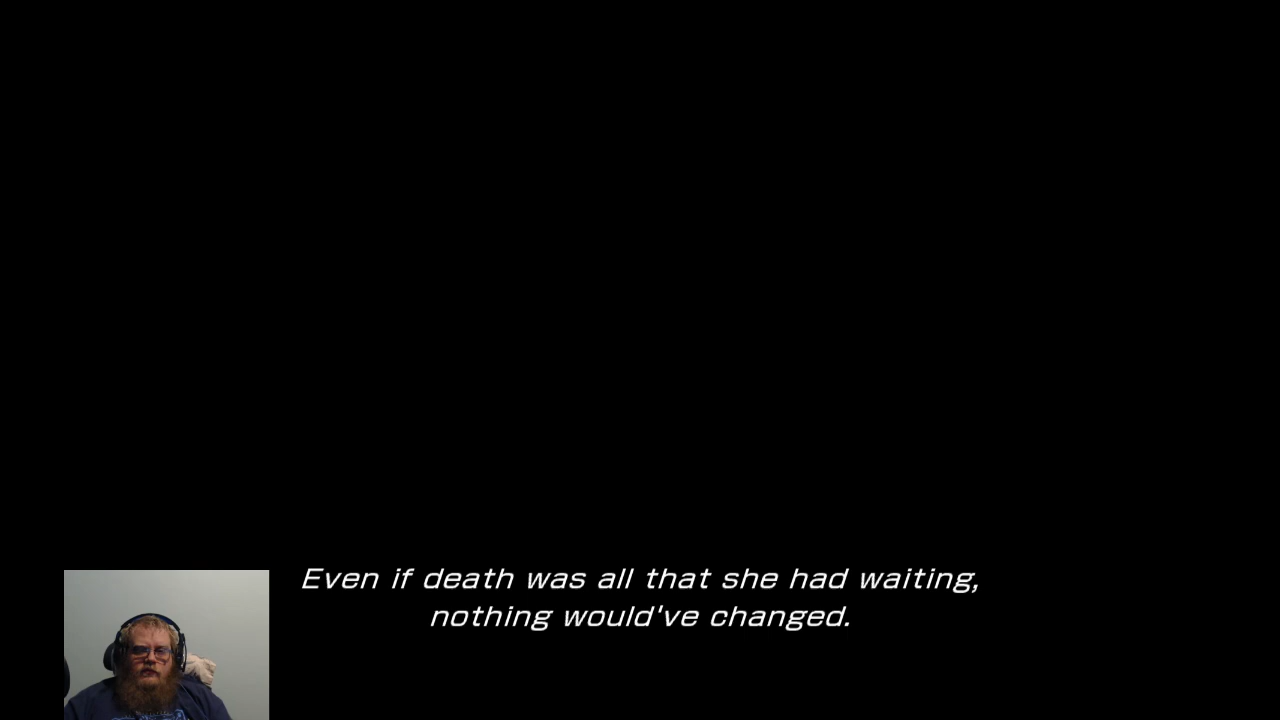 Even if death was all that she had waiting,
nothing would've changed.